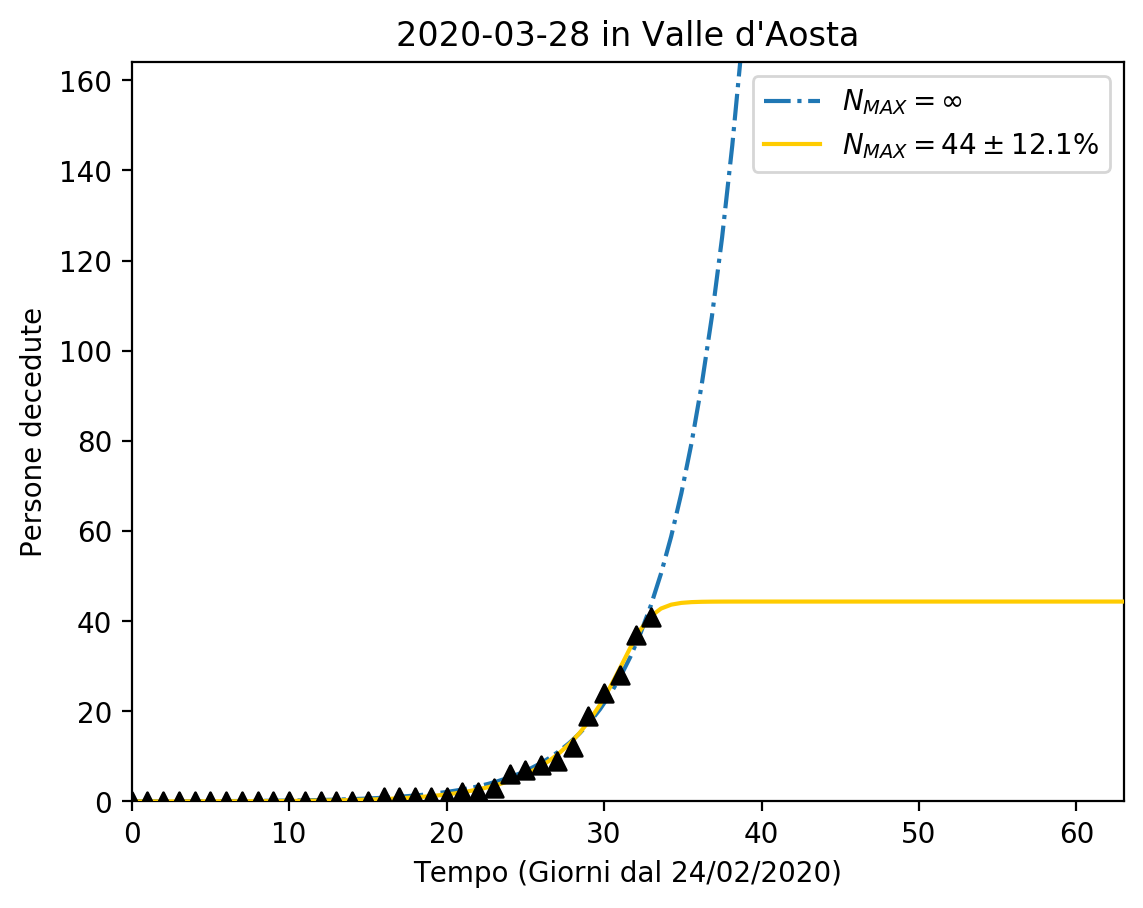 2020-03-28 in Valle d'Aosta
N_MAX = ∞
N_MAX = 44 ± 12.1%
160
140
120
100
80
60
40
20
0
Persone decedute
0 10 20 30 40 50 60
Tempo (Giorni dal 24/02/2020)